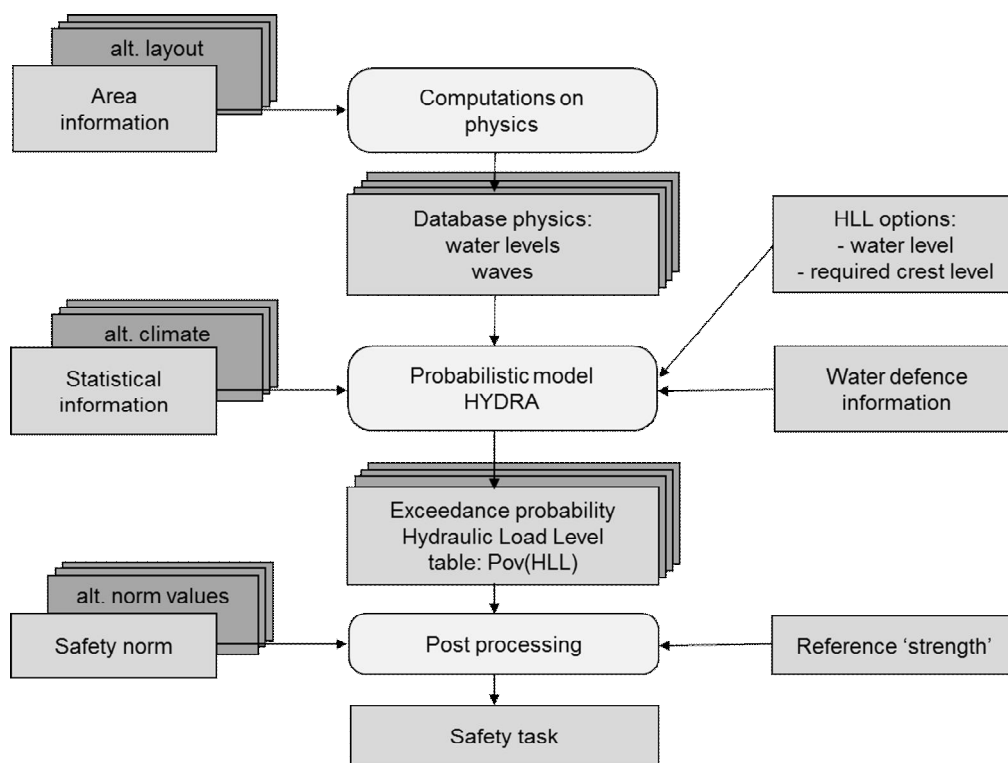 alt. layout
Area
information
Computations on
physics
Database physics:
water levels
waves
HLL options:
- water level
- required crest level
alt. climate
Statistical
information
Probabilistic model
HYDRA
Water defence
information
Exceedance probability
Hydraulic Load Level
table: Pov(HLL)
alt. norm values
Safety norm
Post processing
Reference ‘strength’
Safety task